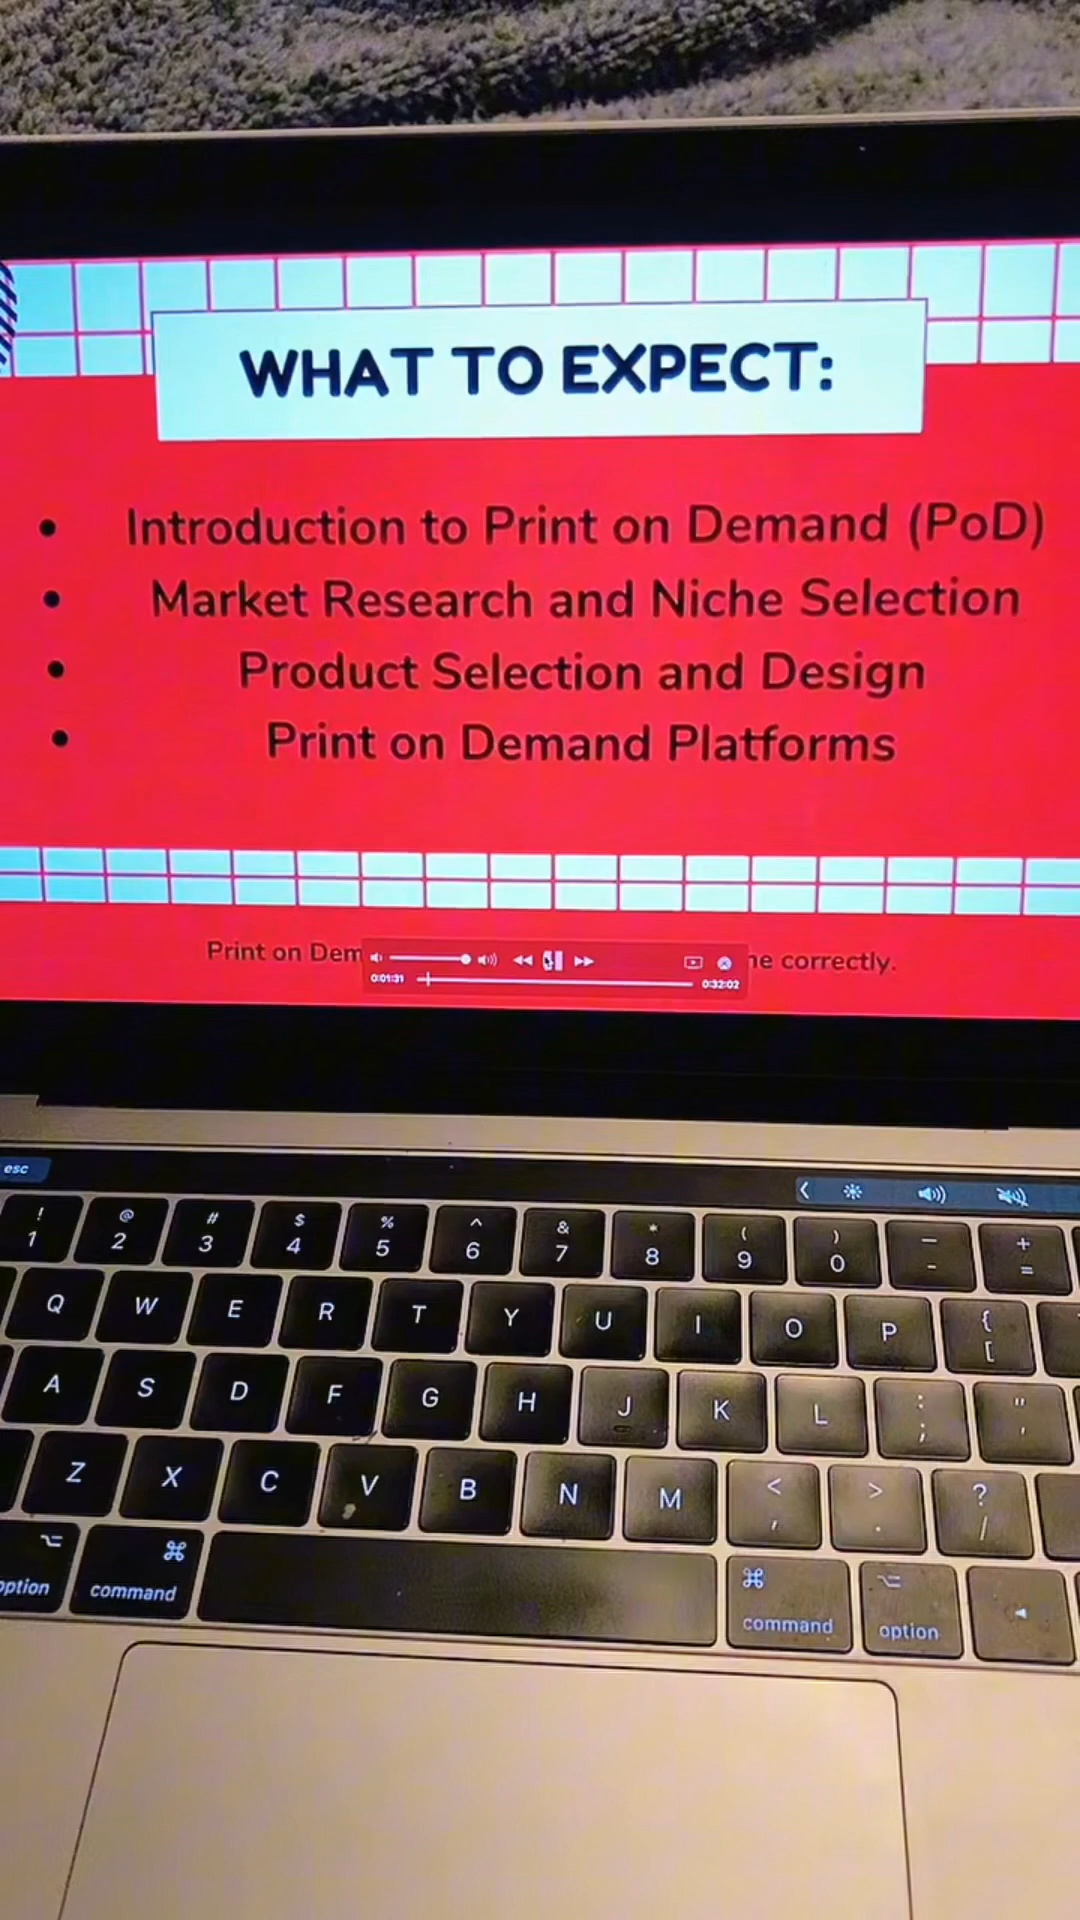 WHAT TO EXPECT:
• Introduction to Print on Demand (PoD)
• Market Research and Niche Selection
• Product Selection and Design
• Print on Demand Platforms
Print on Dem
correctly.
0:01:31
0:32:02
esc
! @ # $ % ^ & * ( ) — +
1 2 3 4 5 6 7 8 9 0 - =
Q W E R T Y U I O P { [
A S D F G H J K L : ; " '
Z X C V B N M < , > . ? /
option ⌘ command ⌘ command option